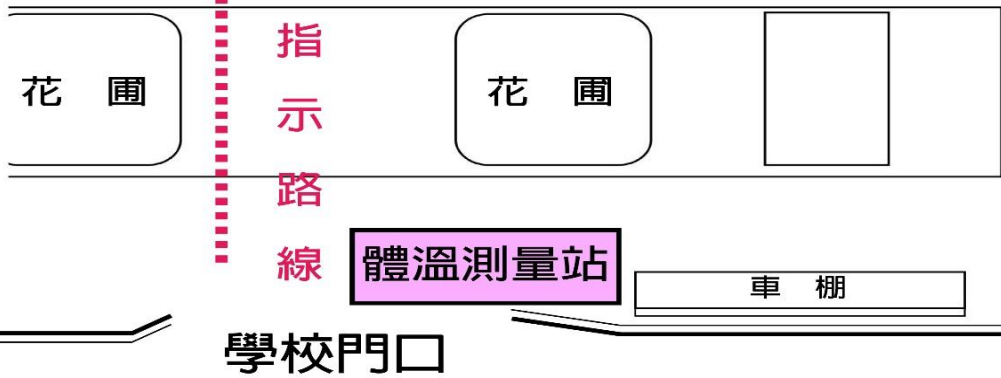 花圃
指示路線
花圃
體溫測量站
車棚
學校門口